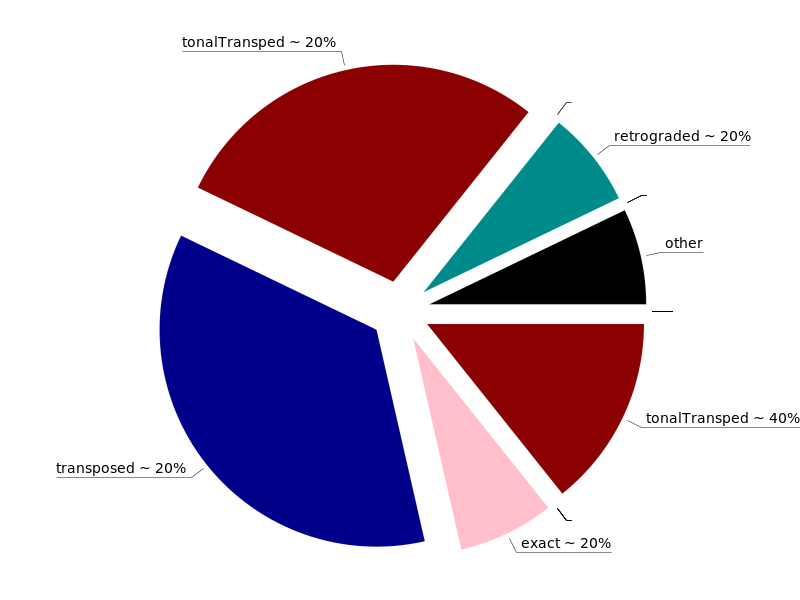 tonalTransped ~ 20%
retrograded ~ 20%
other
tonalTransped ~ 40%
transposed ~ 20%
exact ~ 20%